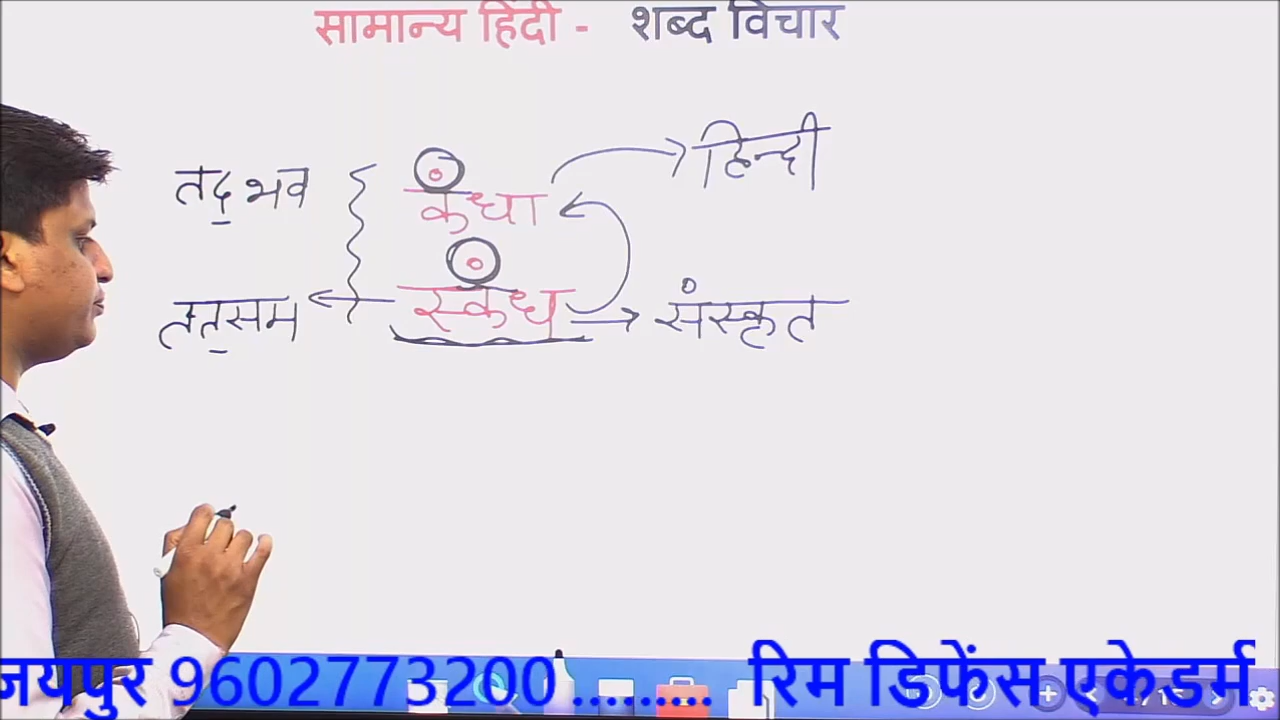 सामान्य हिंदी - शब्द विचार
हिन्दी
तद्भव कंधा
तत्सम स्कंध संस्कृत
जयपुर 9602773200 ........ रिम डिफेंस एकेडमी